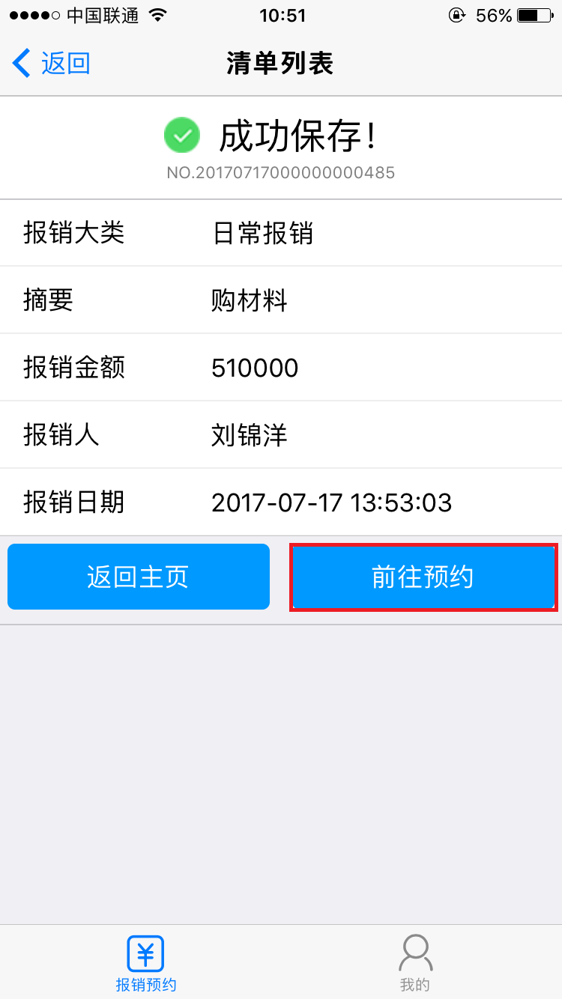 中国联通 10:51 56%
返回 清单列表
成功保存！
NO.20170717000000000485
报销大类 日常报销
摘要 购材料
报销金额 510000
报销人 刘锦洋
报销日期 2017-07-17 13:53:03
返回主页 前往预约
¥
报销预约 我的